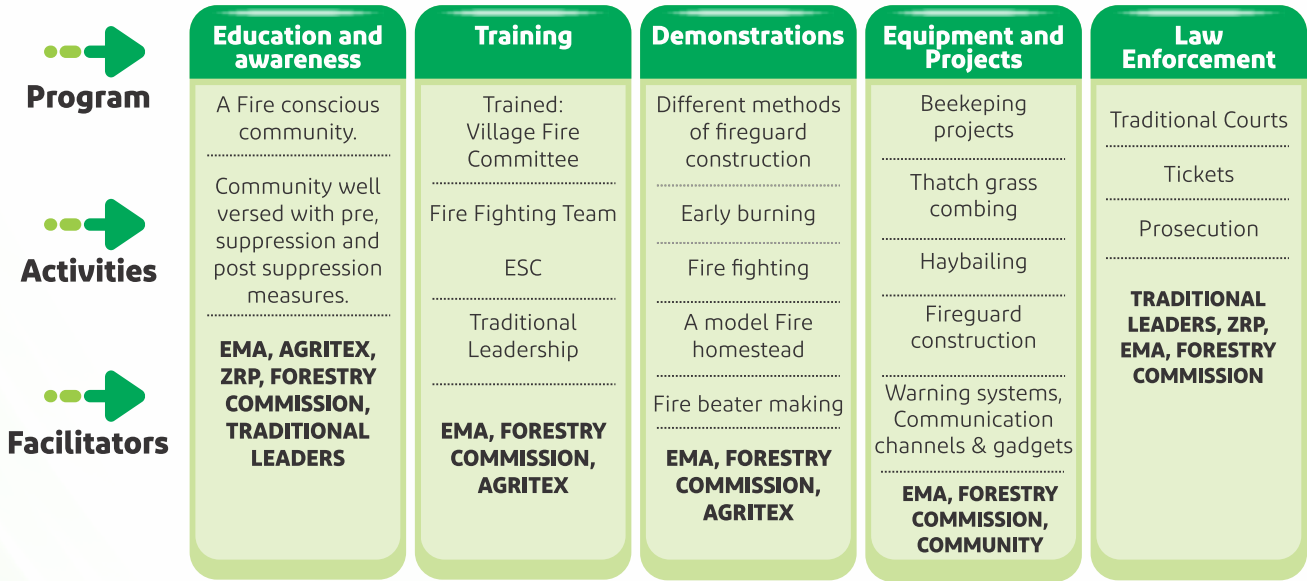 Program
Activities
Facilitators
Education and
awareness
A Fire conscious
community.
Community well
versed with pre,
suppression and
post suppression
measures.
EMA, AGRITEX,
ZRP, FORESTRY
COMMISSION,
TRADITIONAL
LEADERS
Training
Trained:
Village Fire
Committee
Fire Fighting Team
ESC
Traditional
Leadership
EMA, FORESTRY
COMMISSION,
AGRITEX
Demonstrations
Different methods
of fireguard
construction
Early burning
Fire fighting
A model Fire
homestead
Fire beater making
EMA, FORESTRY
COMMISSION,
AGRITEX
Equipment and
Projects
Beekeping
projects
Thatch grass
combing
Haybailing
Fireguard
construction
Warning systems,
Communication
channels & gadgets
EMA, FORESTRY
COMMISSION,
COMMUNITY
Law
Enforcement
Traditional Courts
Tickets
Prosecution
TRADITIONAL
LEADERS, ZRP,
EMA, FORESTRY
COMMISSION